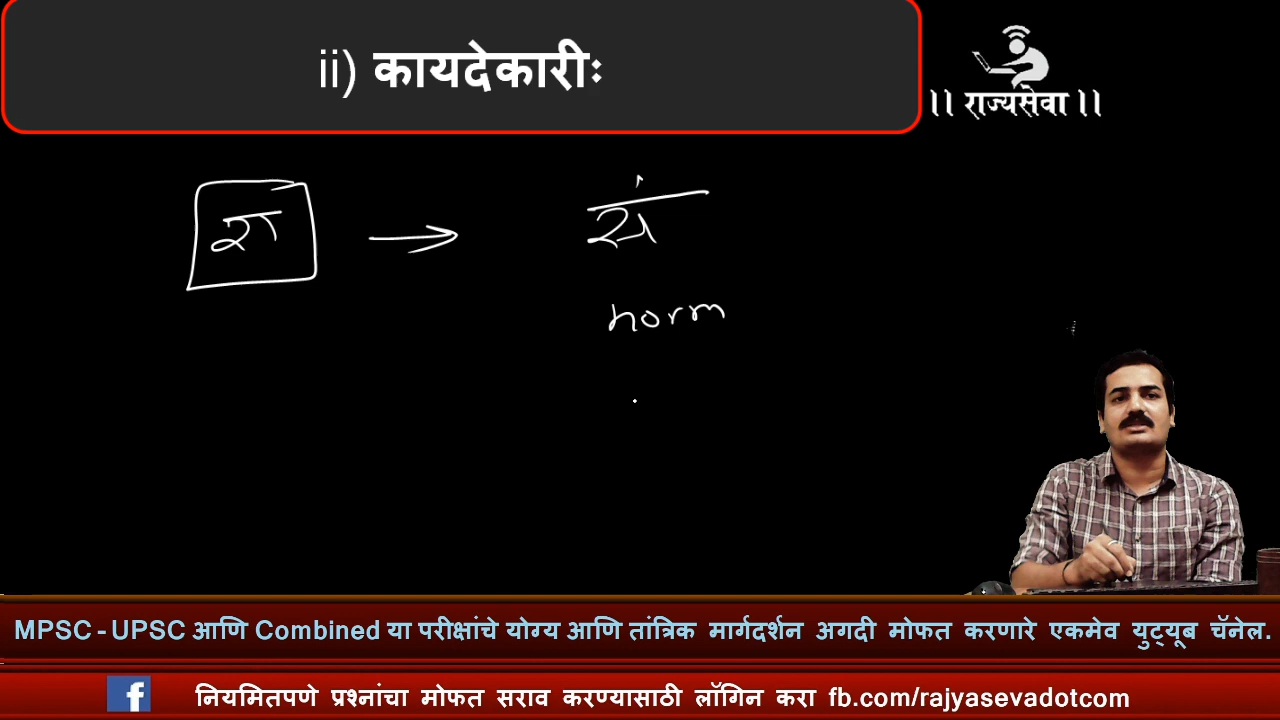 ii) कायदेकारीः
।। राज्यसेवा ।।
रा
norm
MPSC - UPSC आणि Combined या परीक्षांचे योग्य आणि तांत्रिक मार्गदर्शन अगदी मोफत करणारे एकमेव युट्यूब चॅनेल.
f नियमितपणे प्रश्नांचा मोफत सराव करण्यासाठी लॉगिन करा fb.com/rajyasevadotcom